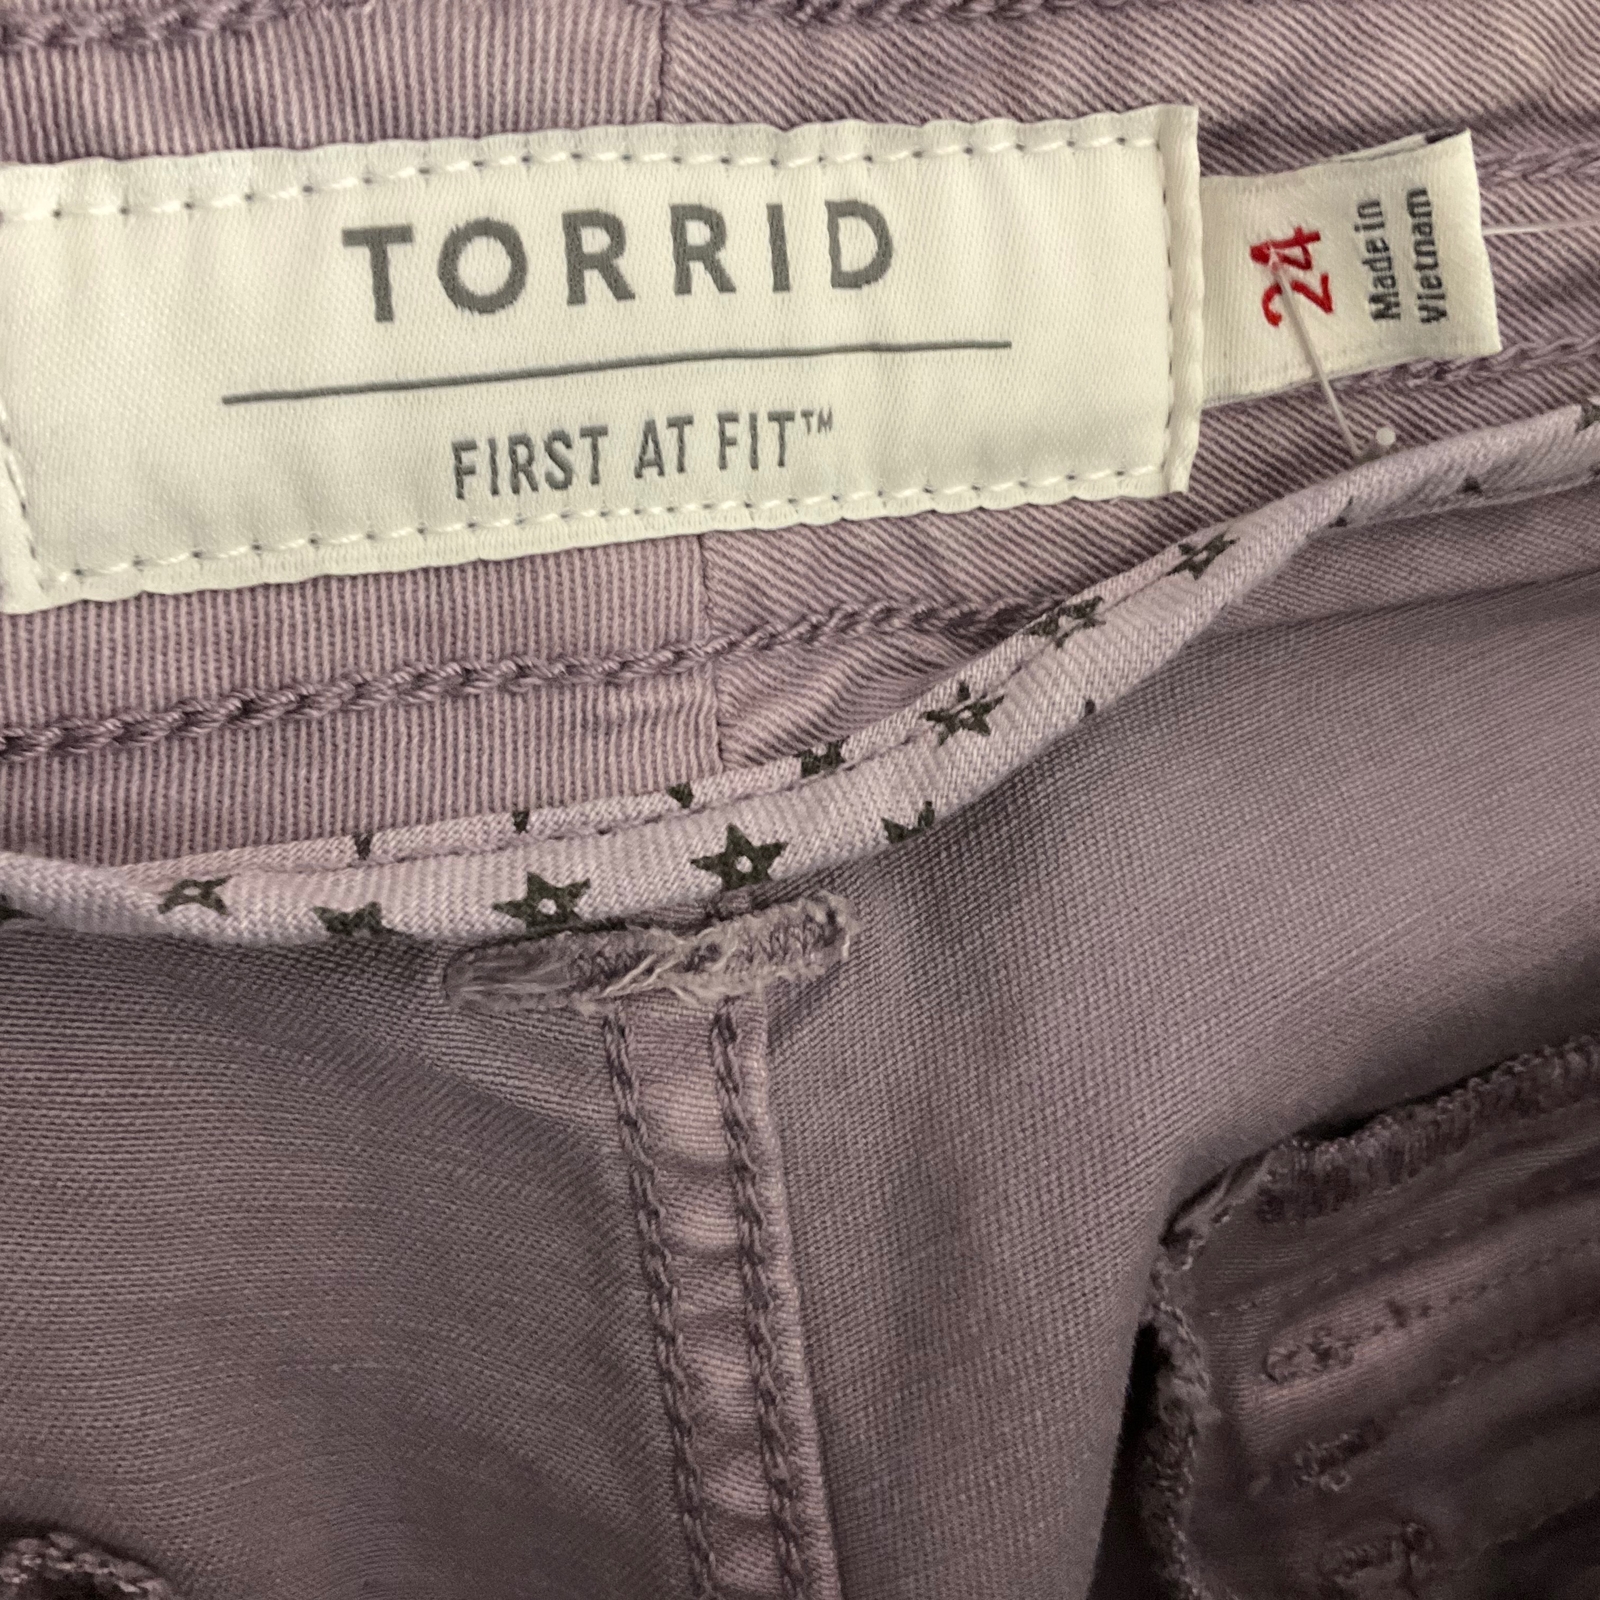 TORRID
FIRST AT FIT™
24
Made in
Vietnam